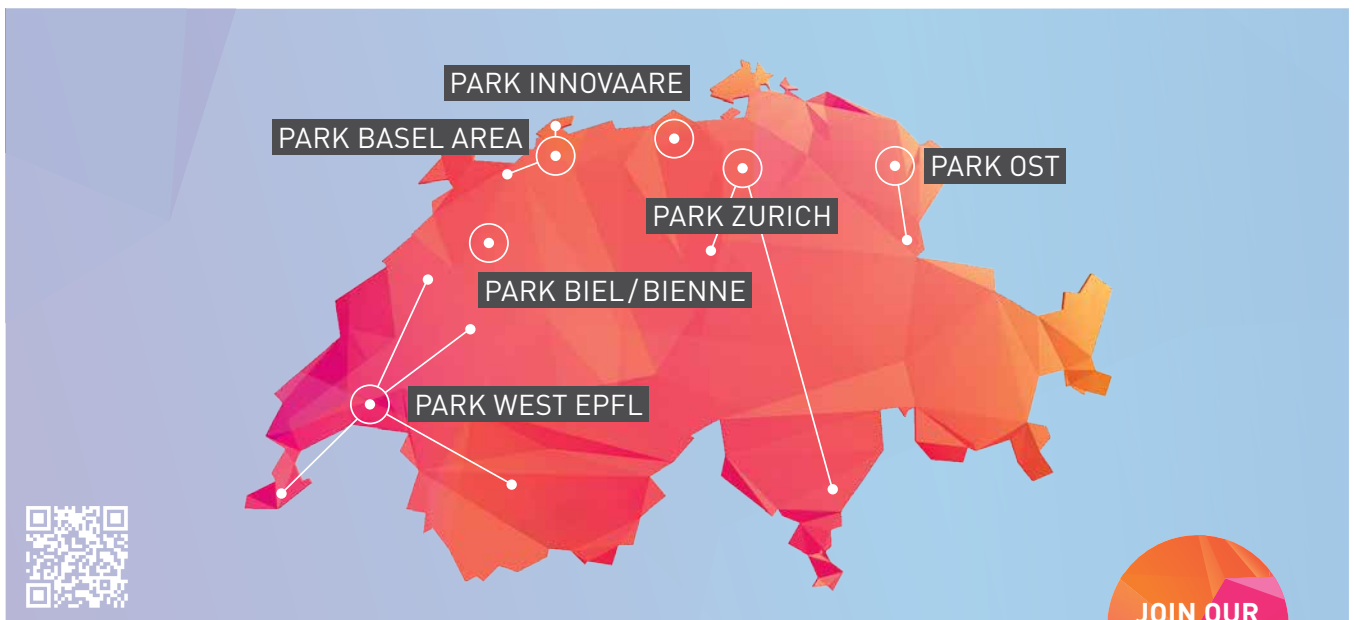 PARK INNOVAARE
PARK BASEL AREA
PARK OST
PARK ZURICH
PARK BIEL/BIENNE
PARK WEST EPFL
JOIN OUR